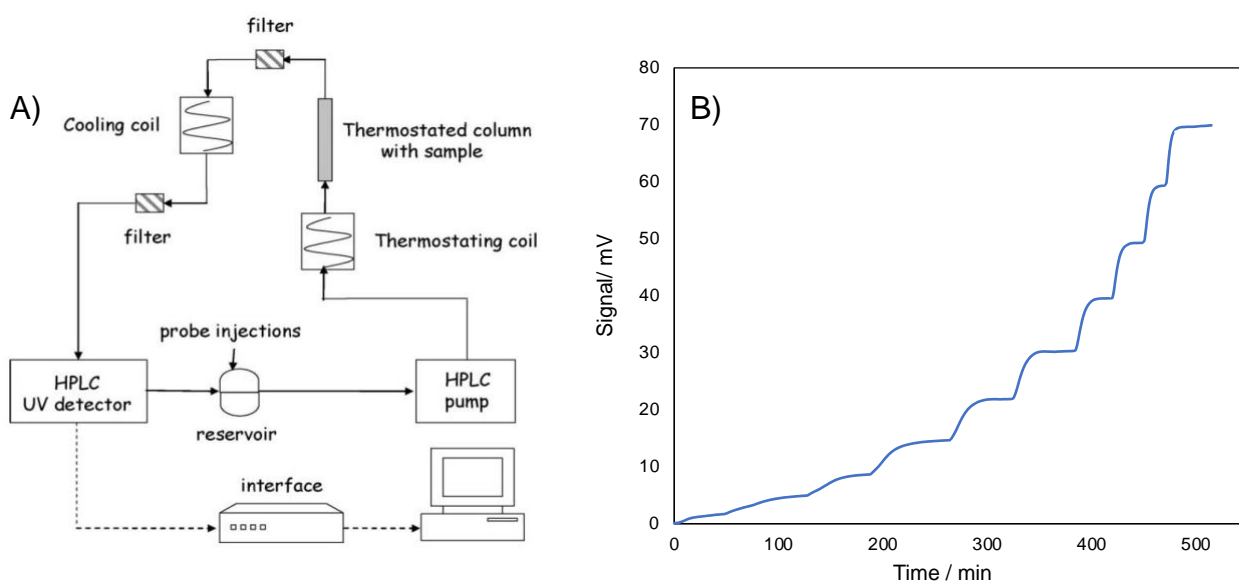 A)
filter
Cooling coil
Thermostated column
with sample
filter
Thermostating coil
probe injections
HPLC
UV detector
HPLC
pump
reservoir
interface
B)
Signal/ mV
80
70
60
50
40
30
20
10
0
0
100
200
300
400
500
Time / min